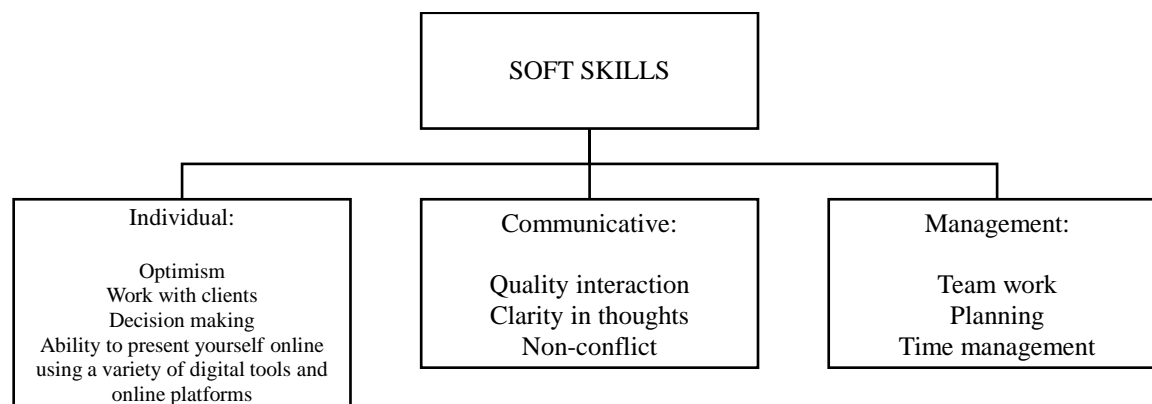 SOFT SKILLS
Individual:
Optimism
Work with clients
Decision making
Ability to present yourself online
using a variety of digital tools and
online platforms
Communicative:
Quality interaction
Clarity in thoughts
Non-conflict
Management:
Team work
Planning
Time management